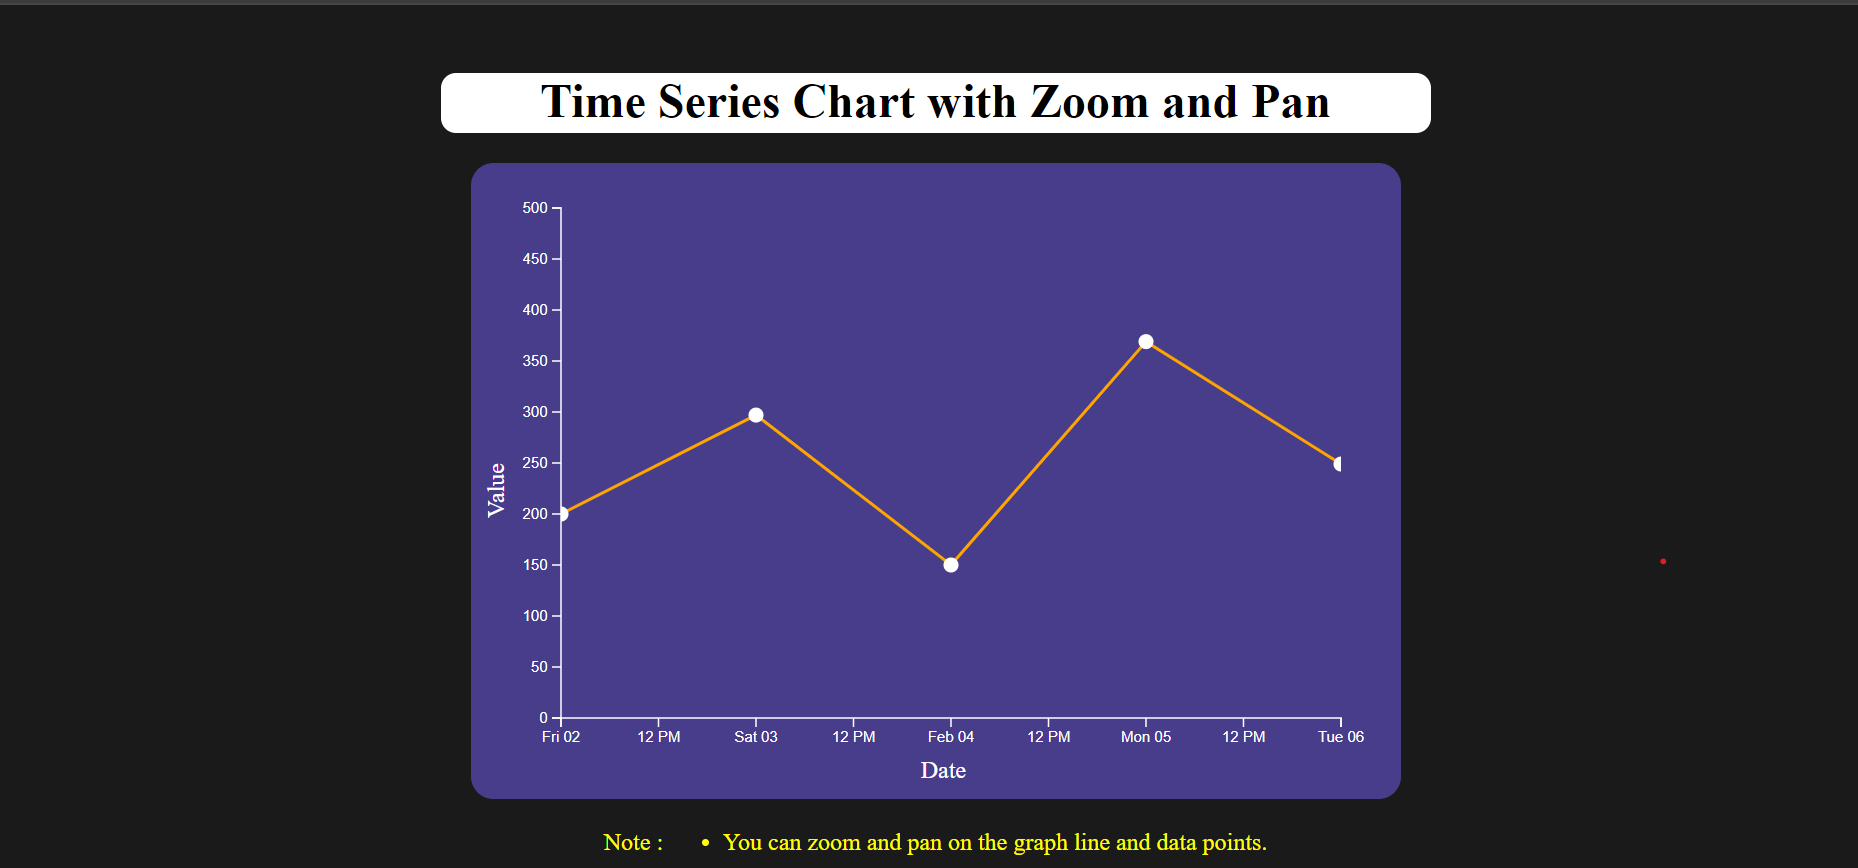 Time Series Chart with Zoom and Pan
500
450
400
350
300
250
200
150
100
50
0
Value
Fri 02 12 PM Sat 03 12 PM Feb 04 12 PM Mon 05 12 PM Tue 06
Date
Note : • You can zoom and pan on the graph line and data points.